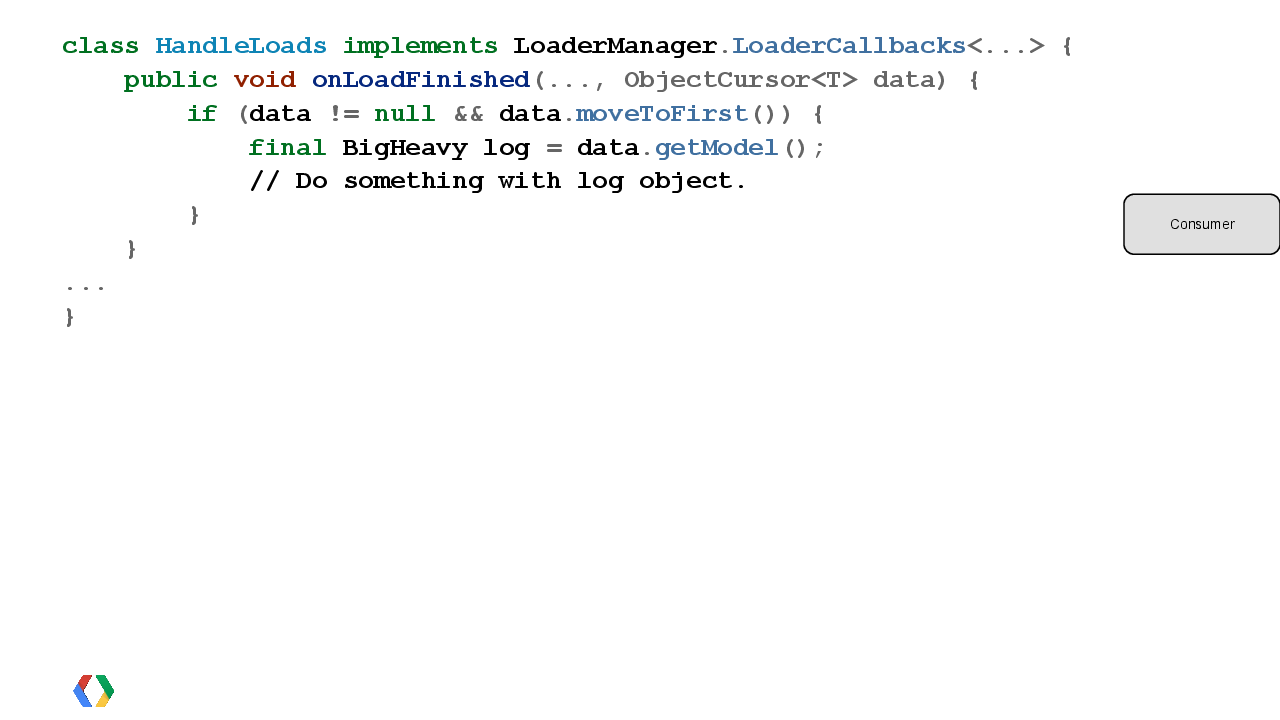 class HandleLoads implements LoaderManager.LoaderCallbacks<...> {
    public void onLoadFinished(..., ObjectCursor<T> data) {
        if (data != null && data.moveToFirst()) {
            final BigHeavy log = data.getModel();
            // Do something with log object.
        }
    }
...
}
Consumer